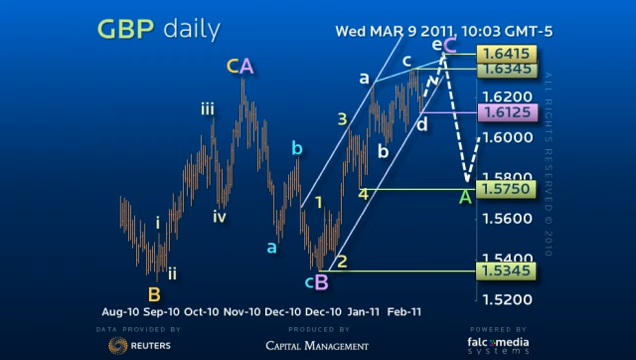 GBP daily
Wed MAR 9 2011, 10:03 GMT-5
eC
1.6415
c
1.6345
cA
a
1.6200
iii
3
1.6125
d
1.6000
b
b
1.5800
4
1.5750
A
1
iv
1.5600
i
a
ii
2
1.5400
1.5345
cB
B
1.5200
Aug-10 Sep-10 Oct-10 Nov-10 Dec-10 Dec-10 Jan-11 Feb-11
ALL RIGHTS RESERVED © 2010
DATA PROVIDED BY
REUTERS
PRODUCED BY
CAPITAL MANAGEMENT
POWERED BY
falc media
systems